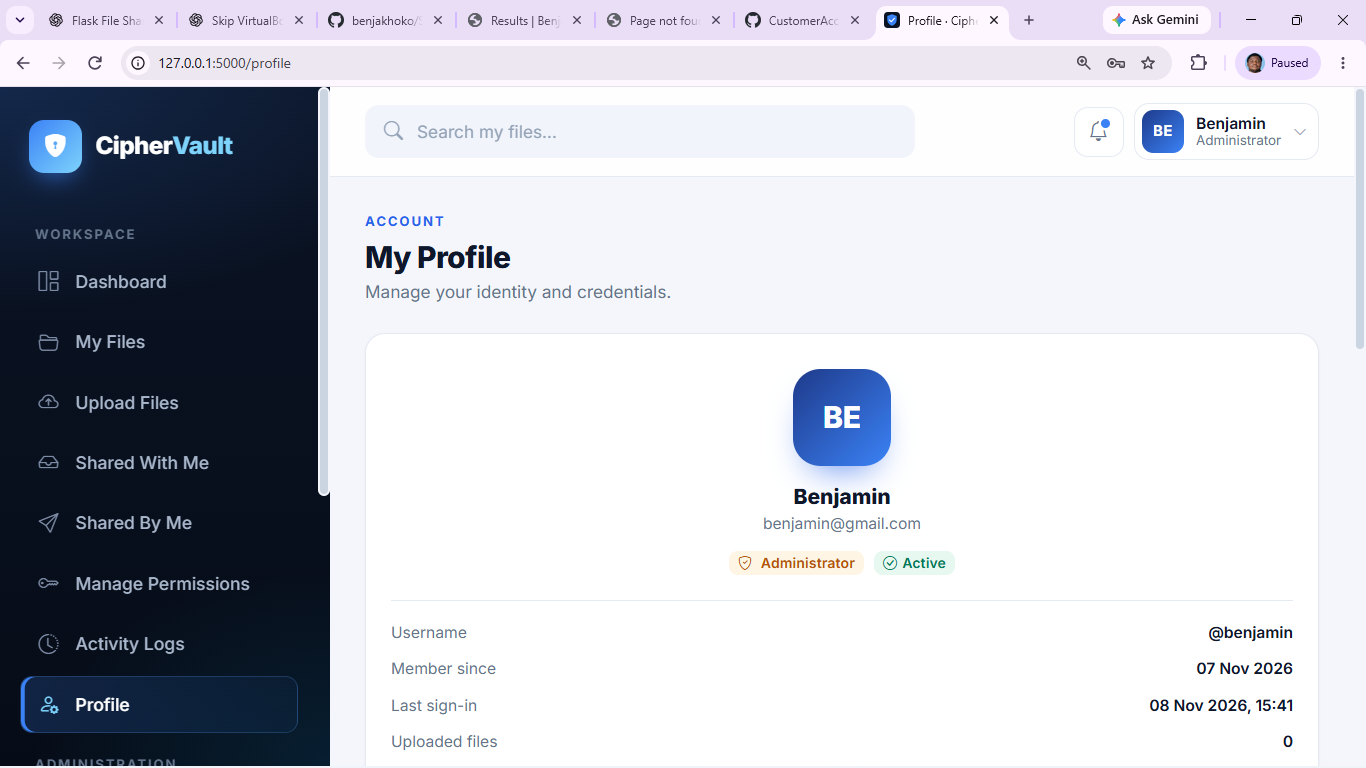 Flask File Sha
Skip VirtualBo
benjakhoko/S
Results | Benj
Page not fou
CustomerAcc
Profile · Ciph
Ask Gemini
127.0.0.1:5000/profile
Paused
CipherVault
WORKSPACE
Dashboard
My Files
Upload Files
Shared With Me
Shared By Me
Manage Permissions
Activity Logs
Profile
ADMINISTRATION
Search my files...
BE
Benjamin
Administrator
ACCOUNT
My Profile
Manage your identity and credentials.
BE
Benjamin
benjamin@gmail.com
Administrator Active
Username @benjamin
Member since 07 Nov 2026
Last sign-in 08 Nov 2026, 15:41
Uploaded files 0